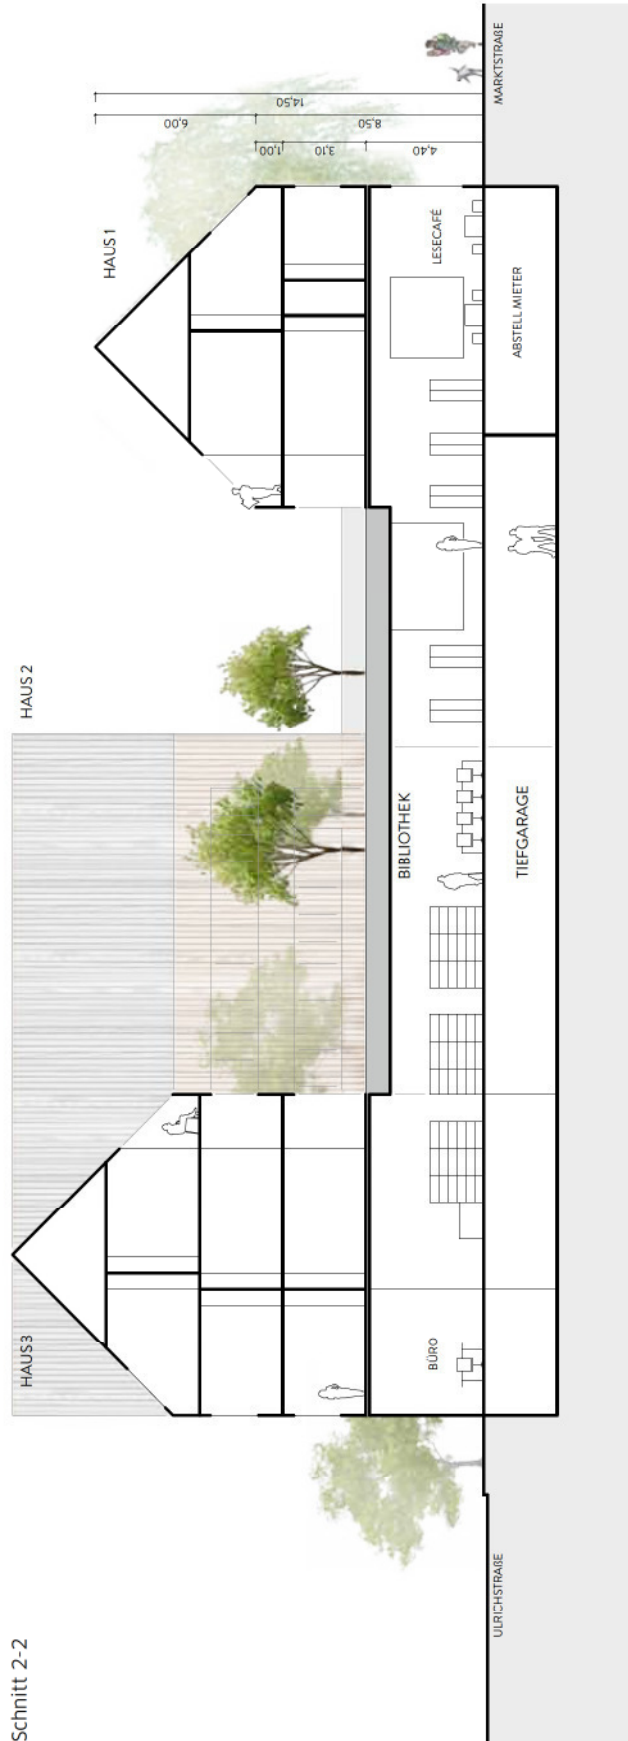 Schnitt 2-2
HAUS 3
HAUS 2
HAUS 1
14,50
6,00
8,50
1,00
3,10
4,40
BÜRO
BIBLIOTHEK
LESECAFÉ
TIEFGARAGE
ABSTELL MIETER
ULRICHSTRAßE
MARKTSTRAßE